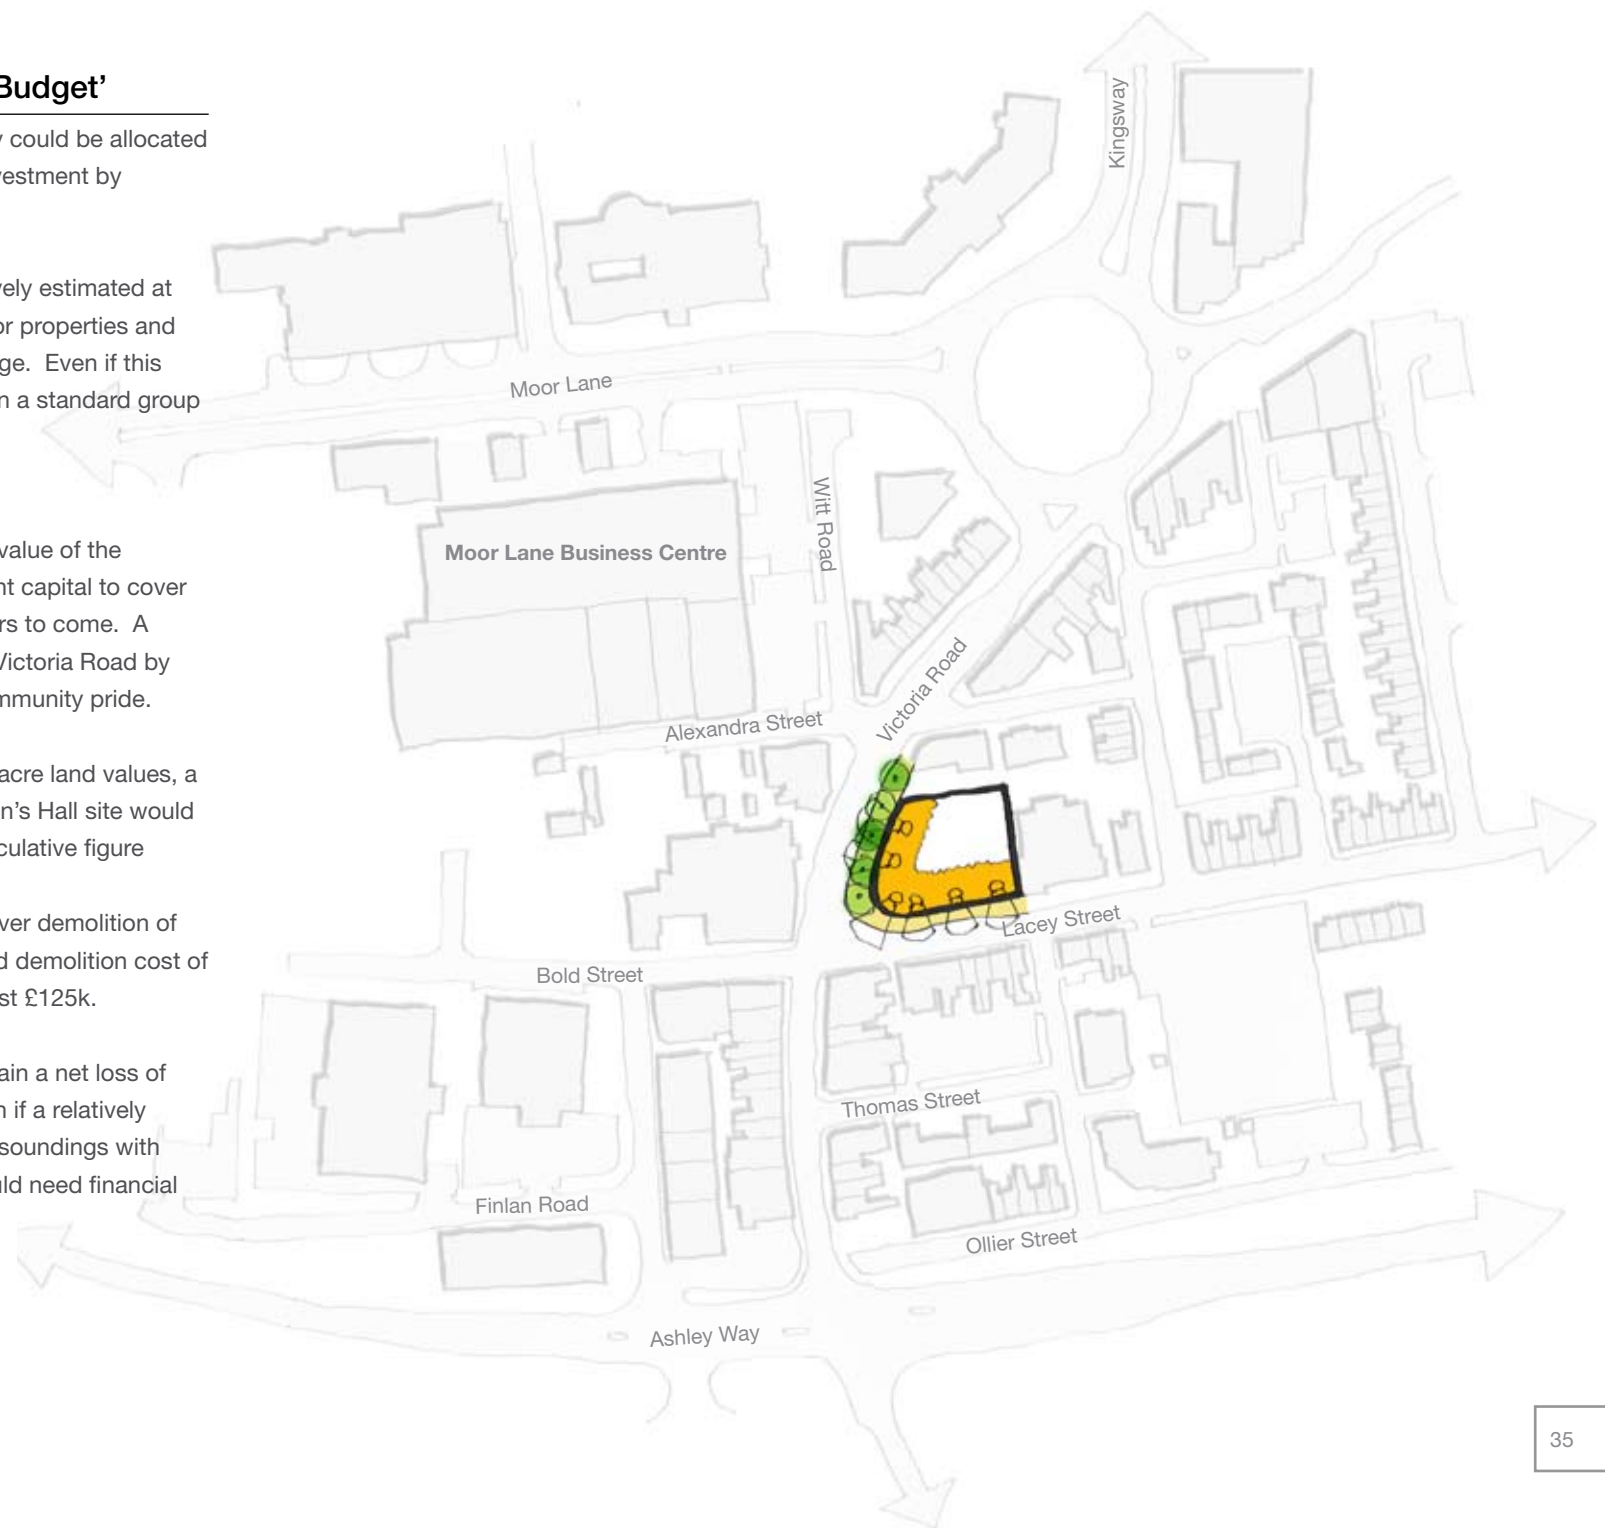 Budget’
could be allocated
vestment by
vely estimated at
or properties and
ge. Even if this
n a standard group
value of the
nt capital to cover
rs to come. A
Victoria Road by
mmunity pride.
acre land values, a
n’s Hall site would
culative figure
ver demolition of
d demolition cost of
st £125k.
ain a net loss of
n if a relatively
soundings with
uld need financial
Kingsway
Moor Lane
Witt Road
Moor Lane Business Centre
Victoria Road
Alexandra Street
Lacey Street
Bold Street
Thomas Street
Finlan Road
Ollier Street
Ashley Way
35